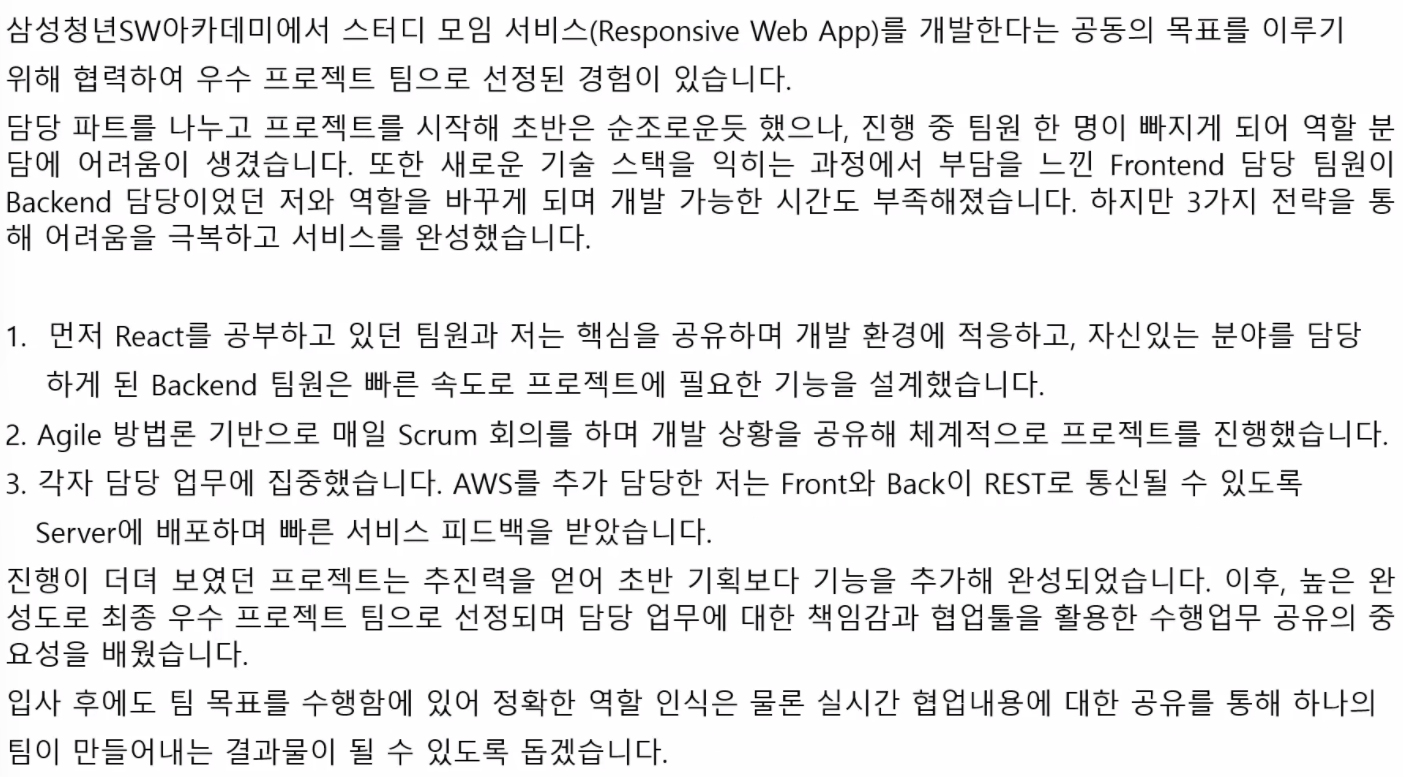 삼성청년SW아카데미에서 스터디 모임 서비스(Responsive Web App)를 개발한다는 공동의 목표를 이루기
위해 협력하여 우수 프로젝트 팀으로 선정된 경험이 있습니다.
담당 파트를 나누고 프로젝트를 시작해 초반은 순조로운듯 했으나, 진행 중 팀원 한 명이 빠지게 되어 역할 분
담에 어려움이 생겼습니다. 또한 새로운 기술 스택을 익히는 과정에서 부담을 느낀 Frontend 담당 팀원이
Backend 담당이었던 저와 역할을 바꾸게 되며 개발 가능한 시간도 부족해졌습니다. 하지만 3가지 전략을 통
해 어려움을 극복하고 서비스를 완성했습니다.
1. 먼저 React를 공부하고 있던 팀원과 저는 핵심을 공유하며 개발 환경에 적응하고, 자신있는 분야를 담당
하게 된 Backend 팀원은 빠른 속도로 프로젝트에 필요한 기능을 설계했습니다.
2. Agile 방법론 기반으로 매일 Scrum 회의를 하며 개발 상황을 공유해 체계적으로 프로젝트를 진행했습니다.
3. 각자 담당 업무에 집중했습니다. AWS를 추가 담당한 저는 Front와 Back이 REST로 통신될 수 있도록
Server에 배포하며 빠른 서비스 피드백을 받았습니다.
진행이 더뎌 보였던 프로젝트는 추진력을 얻어 초반 기획보다 기능을 추가해 완성되었습니다. 이후, 높은 완
성도로 최종 우수 프로젝트 팀으로 선정되며 담당 업무에 대한 책임감과 협업툴을 활용한 수행업무 공유의 중
요성을 배웠습니다.
입사 후에도 팀 목표를 수행함에 있어 정확한 역할 인식은 물론 실시간 협업내용에 대한 공유를 통해 하나의
팀이 만들어내는 결과물이 될 수 있도록 돕겠습니다.